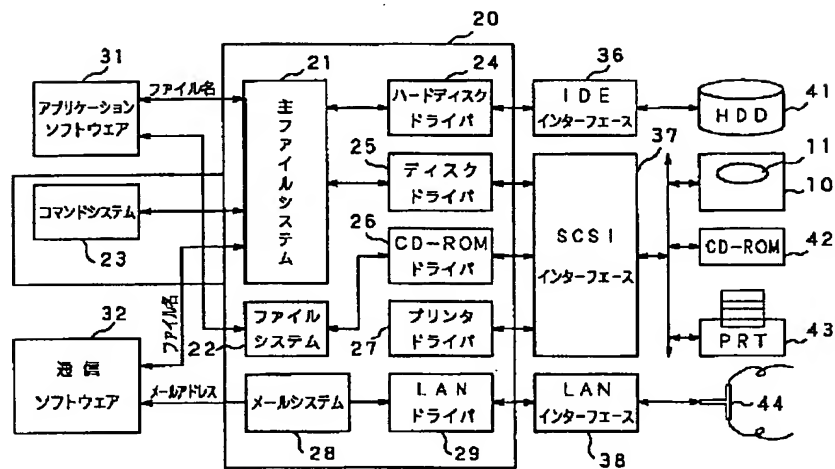 20
31
21
24
36
アプリケーション
ソフトウェア
ファイル名
主ファイルシステム
ハードディスク
ドライバ
IDE
インターフェース
HDD
41
25
37
ディスク
ドライバ
11
10
コマンドシステム
23
26
CD-ROM
ドライバ
SCSI
インターフェース
CD-ROM
42
32
ファイル名
22
ファイル
システム
27
プリンタ
ドライバ
PRT
43
通信
ソフトウェア
メールアドレス
メールシステム
28
LAN
ドライバ
29
LAN
インターフェース
38
44